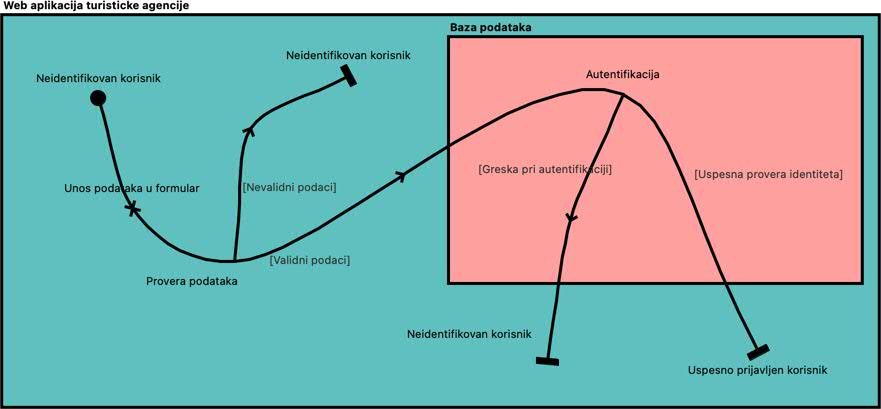 Web aplikacija turisticke agencije
Baza podataka
Neidentifikovan korisnik
Neidentifikovan korisnik
Autentifikacija
Unos podataka u formular
[Nevalidni podaci]
[Greska pri autentifikaciji]
[Uspesna provera identiteta]
[Validni podaci]
Provera podataka
Neidentifikovan korisnik
Uspesno prijavljen korisnik